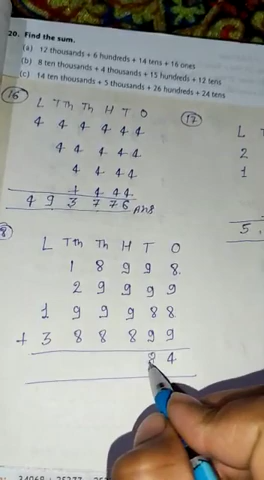 20. Find the sum.
(a) 12 thousands + 6 hundreds + 14 tens + 16 ones
(b) 8 ten thousands + 4 thousands + 15 hundreds + 12 tens
(c) 14 ten thousands + 5 thousands + 26 hundreds + 24 tens
16
17
L T Th Th H T O
4 4 4 4 4 4
4 4 4 4 4
4 4 4 4
+ 4 4 4
4 9 3 7 7 6 Ans
L
2
1
5.
L T Th Th H T O
1 8 9 9 8
2 9 9 9 9
1 9 9 9 8 8
+ 3 8 8 8 9 9
8 4